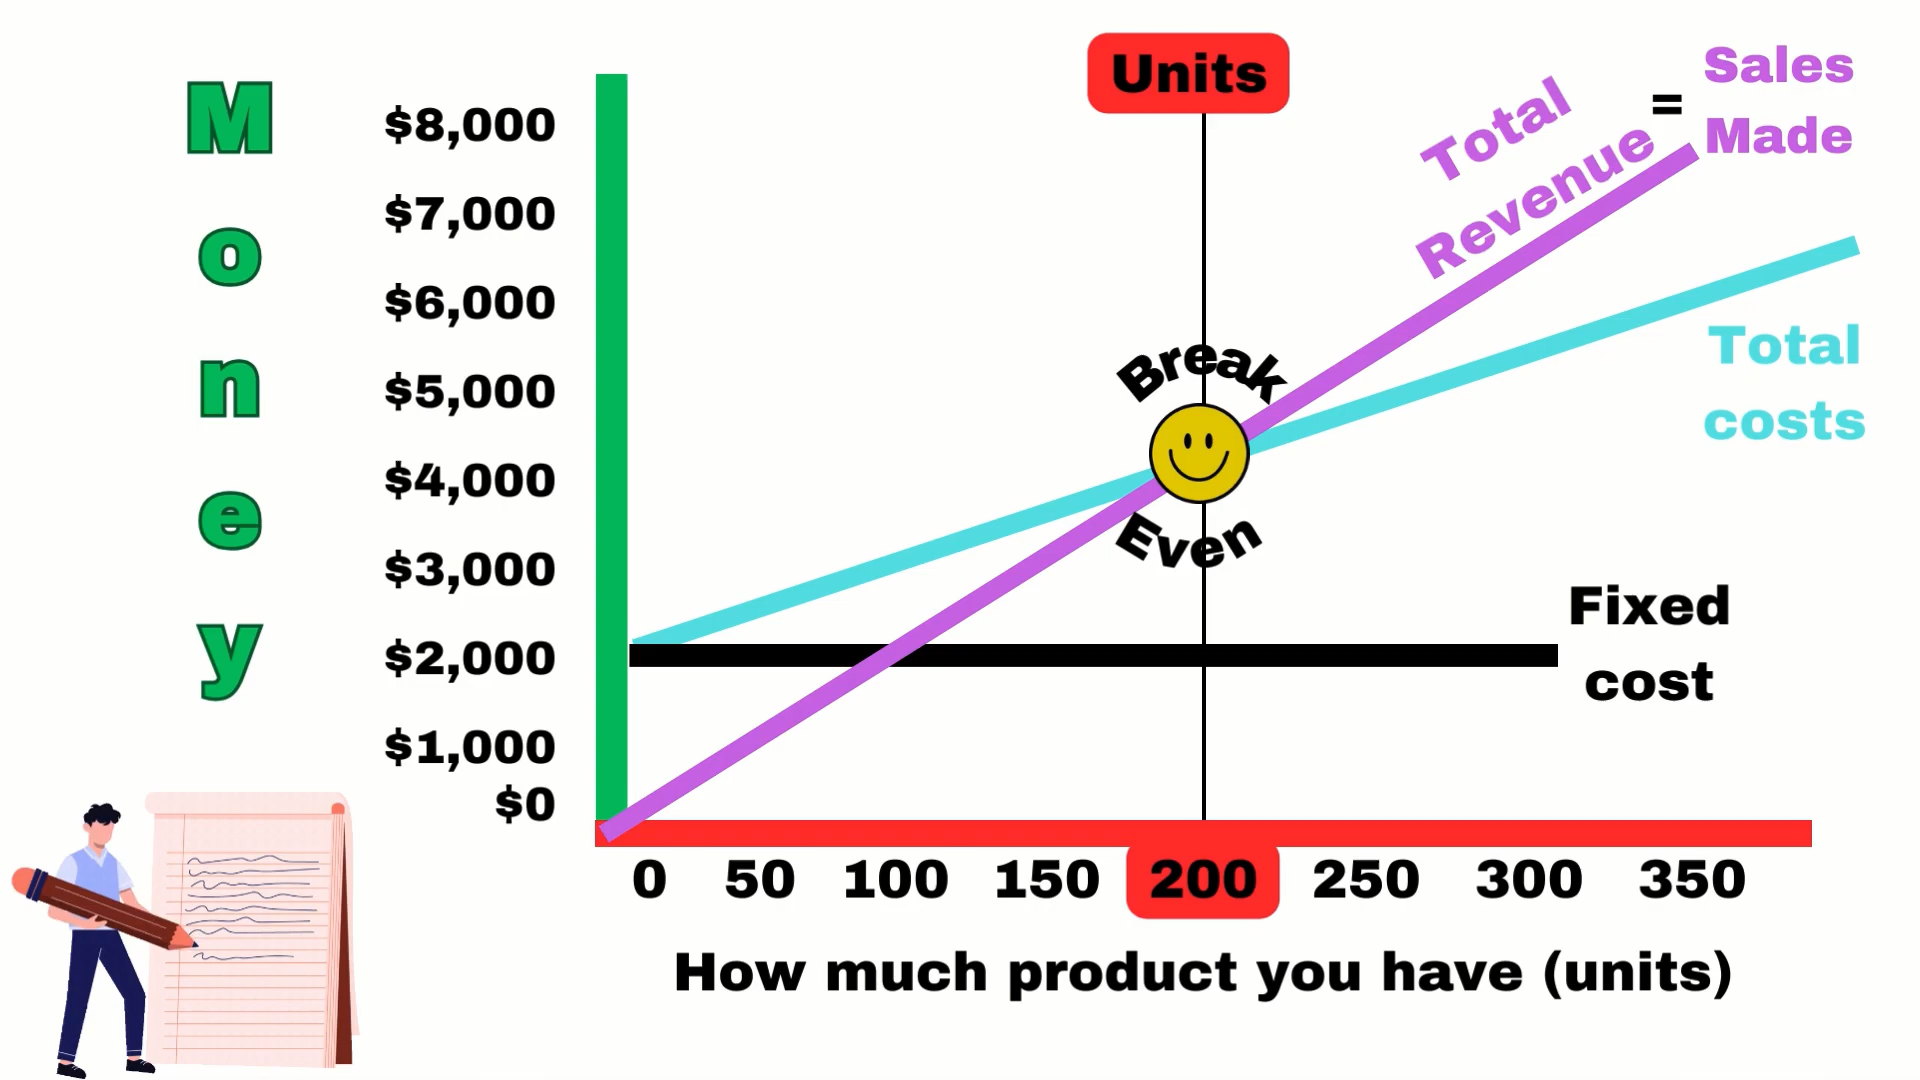 Money
$8,000
$7,000
$6,000
$5,000
$4,000
$3,000
$2,000
$1,000
$0
Units
Total
Revenue
=
Sales
Made
Total
costs
Break
Even
Fixed
cost
0 50 100 150 200 250 300 350
How much product you have (units)